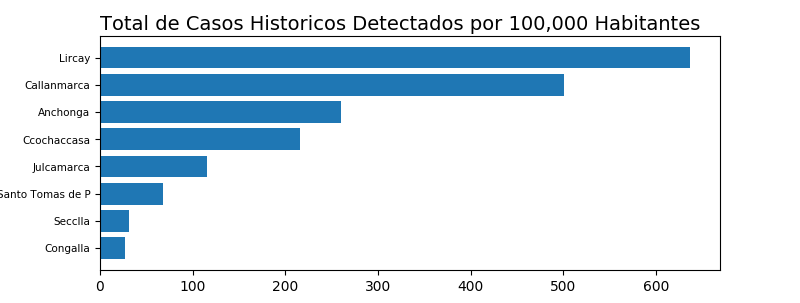 Total de Casos Historicos Detectados por 100,000 Habitantes
Lircay
Callanmarca
Anchonga
Ccochaccasa
Julcamarca
Santo Tomas de P
Secclla
Congalla
0 100 200 300 400 500 600